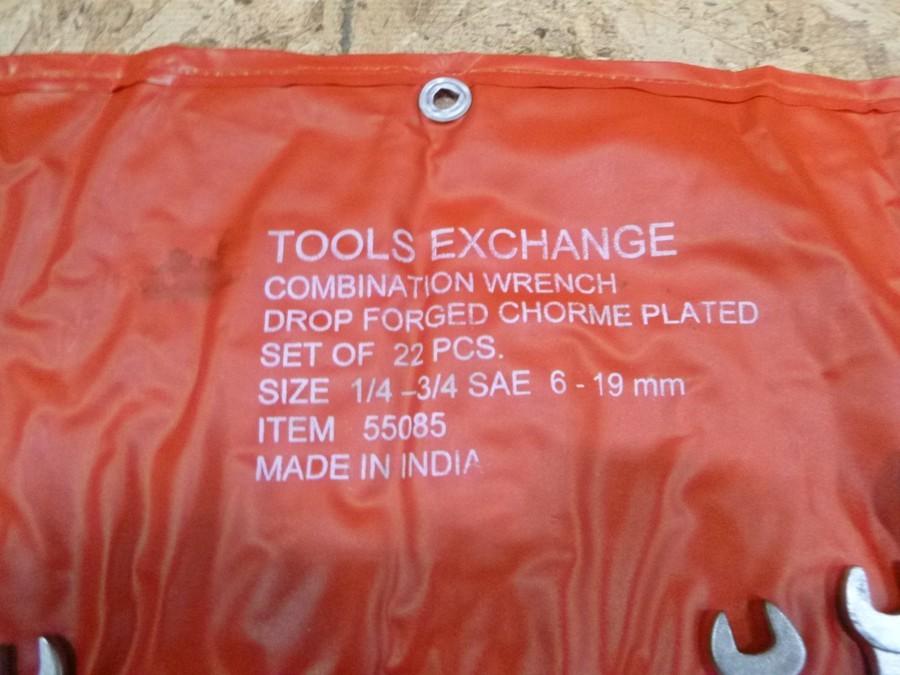 TOOLS EXCHANGE
COMBINATION WRENCH
DROP FORGED CHORME PLATED
SET OF 22 PCS.
SIZE 1/4 –3/4 SAE 6 - 19 mm
ITEM 55085
MADE IN INDIA